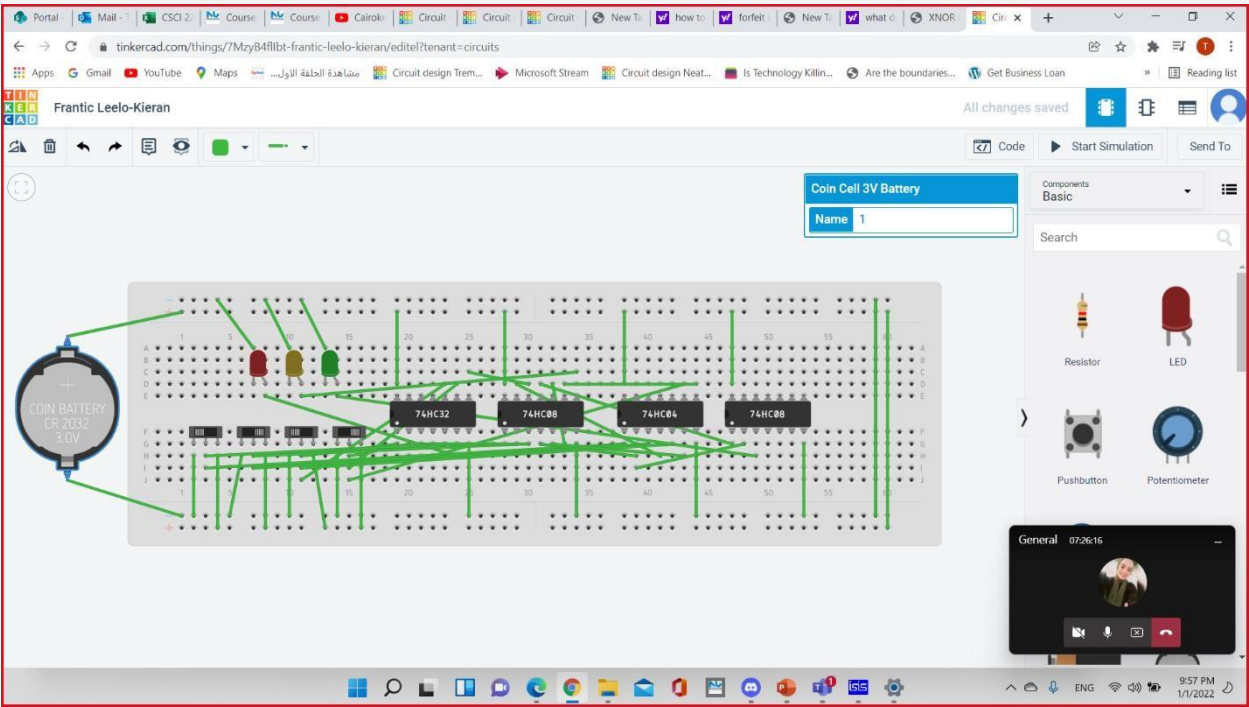 Portal - Mail - CSCI 2 Course Course Cairoke Circuit Circuit Circuit New Ta how to forfeit New Ta what d XNOR Circ
tinkercad.com/things/7MzyB4flIbt-frantic-leelo-kieran/editel?tenant=circuits
Apps Gmail YouTube Maps مشاهدة الحلقة الاول... Circuit design Trem... Microsoft Stream Circuit design Neat... Is Technology Killin... Are the boundaries... Get Business Loan » Reading list
TIN
KER
CAD
Frantic Leelo-Kieran
All changes saved
Code Start Simulation Send To
Coin Cell 3V Battery
Name 1
Components
Basic
Search
Resistor LED
Pushbutton Potentiometer
COIN BATTERY
CR 2032
3.0V
74HC32 74HC08 74HC04 74HC08
General 07:26:16
ENG
9:57 PM
1/1/2022